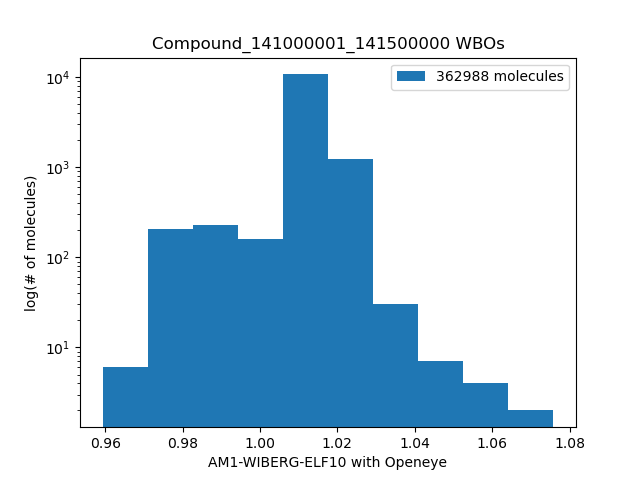 Compound_141000001_141500000 WBOs
362988 molecules
log(# of molecules)
10⁴
10³
10²
10¹
0.96 0.98 1.00 1.02 1.04 1.06 1.08
AM1-WIBERG-ELF10 with Openeye